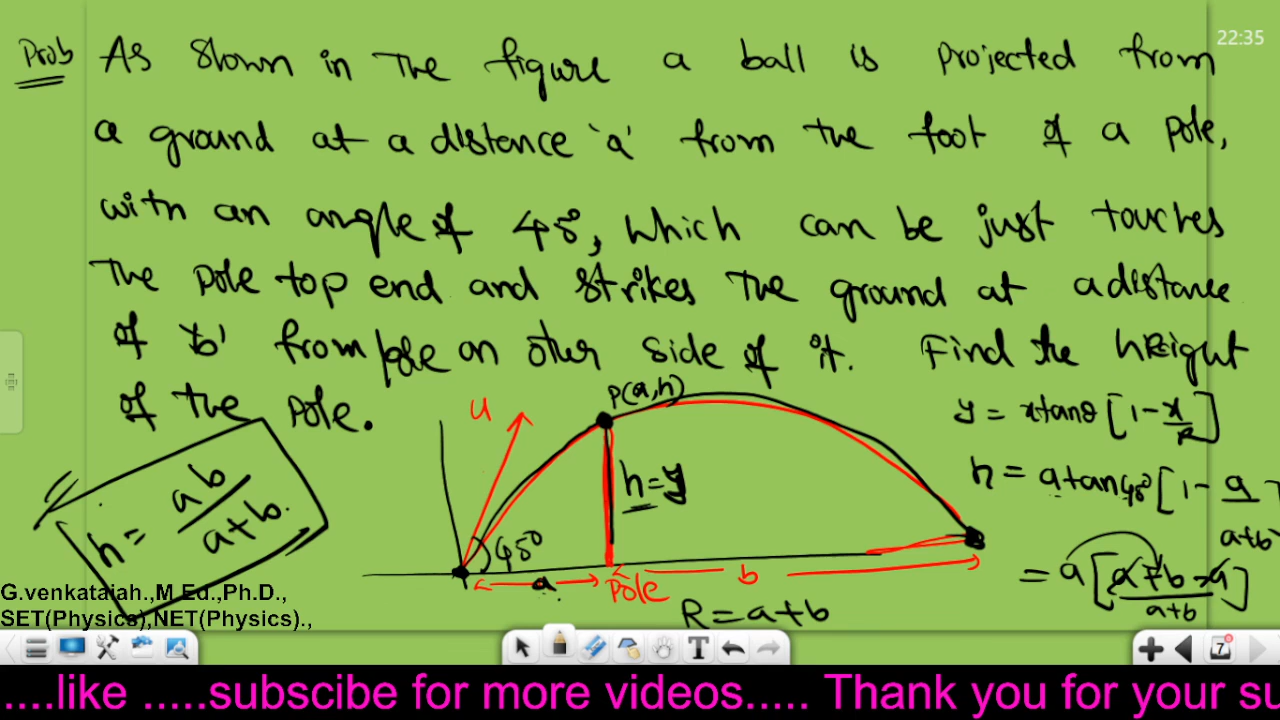 22:35
Prob As shown in the figure a ball is projected from
a ground at a distance 'a' from the foot of a pole,
with an angle of 45°, which can be just touches
the pole top end and strikes the ground at a distance
of 'b' from pole on other side of it. Find the height
of the pole.
P(a,h)
u
h=y
45°
a
Pole
b
R=a+b
y = x tanθ [1-x/R]
h = a tan45° [1 - a/a+b
= a [a+b-a/a+b]
h = ab/a+b.
G.venkataiah.,M.Ed.,Ph.D.,
SET(Physics),NET(Physics).,
T
7
....like .....subscibe for more videos..... Thank you for your su